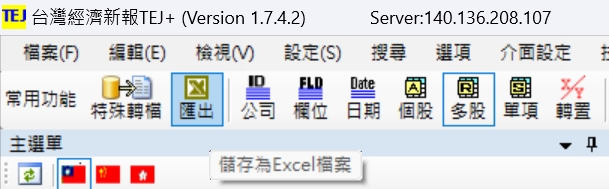 TEJ 台灣經濟新報TEJ+ (Version 1.7.4.2) Server:140.136.208.107
檔案(F) 編輯(E) 檢視(V) 設定(S) 搜尋 選項 介面設定
常用功能 特殊轉檔 匯出 ID 公司 FLD 欄位 Date 日期 A 個股 R 多股 S 單項 X/Y 轉置
主選單
儲存為Excel檔案